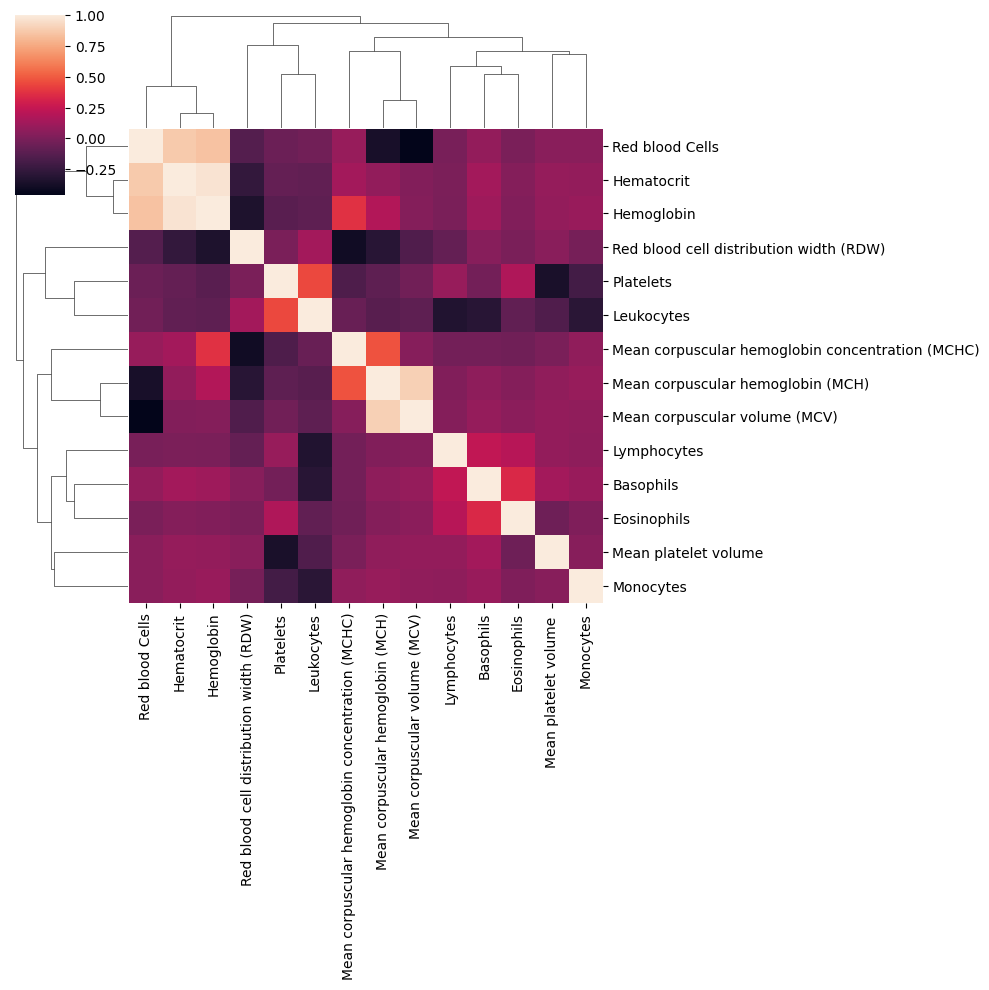 1.00
0.75
0.50
0.25
0.00
−0.25
Red blood Cells
Hematocrit
Hemoglobin
Red blood cell distribution width (RDW)
Platelets
Leukocytes
Mean corpuscular hemoglobin concentration (MCHC)
Mean corpuscular hemoglobin (MCH)
Mean corpuscular volume (MCV)
Lymphocytes
Basophils
Eosinophils
Mean platelet volume
Monocytes
Red blood Cells
Hematocrit
Hemoglobin
Red blood cell distribution width (RDW)
Platelets
Leukocytes
Mean corpuscular hemoglobin concentration (MCHC)
Mean corpuscular hemoglobin (MCH)
Mean corpuscular volume (MCV)
Lymphocytes
Basophils
Eosinophils
Mean platelet volume
Monocytes